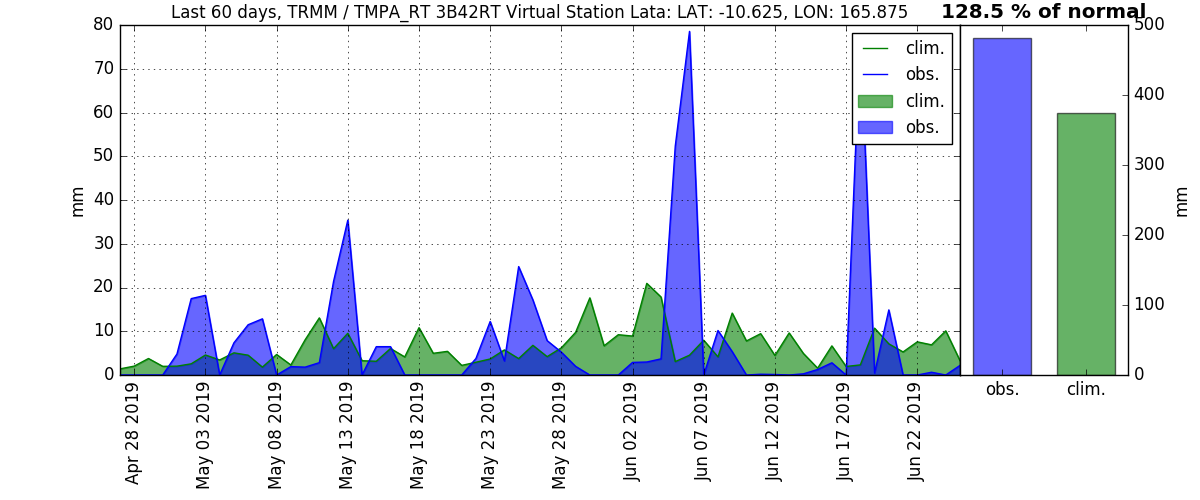 Last 60 days, TRMM / TMPA_RT 3B42RT Virtual Station Lata: LAT: -10.625, LON: 165.875
128.5 % of normal
80
70
60
50
40
30
20
10
0
mm
clim.
obs.
clim.
obs.
500
400
300
200
100
0
mm
obs.
clim.
Apr 28 2019
May 03 2019
May 08 2019
May 13 2019
May 18 2019
May 23 2019
May 28 2019
Jun 02 2019
Jun 07 2019
Jun 12 2019
Jun 17 2019
Jun 22 2019